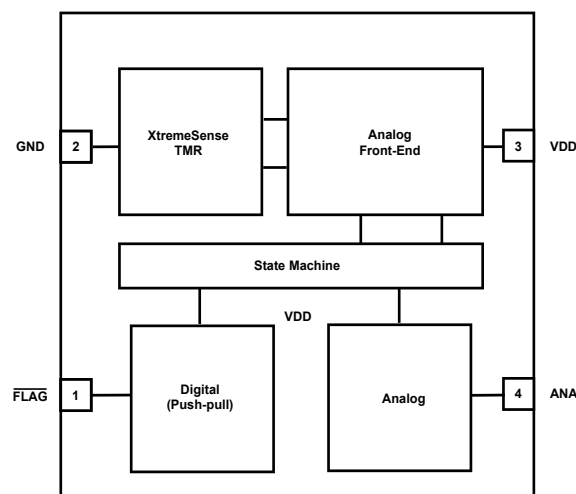 XtremeSense
TMR
Analog
Front-End
GND
2
3
VDD
State Machine
VDD
FLAG
1
Digital
(Push-pull)
Analog
4
ANA